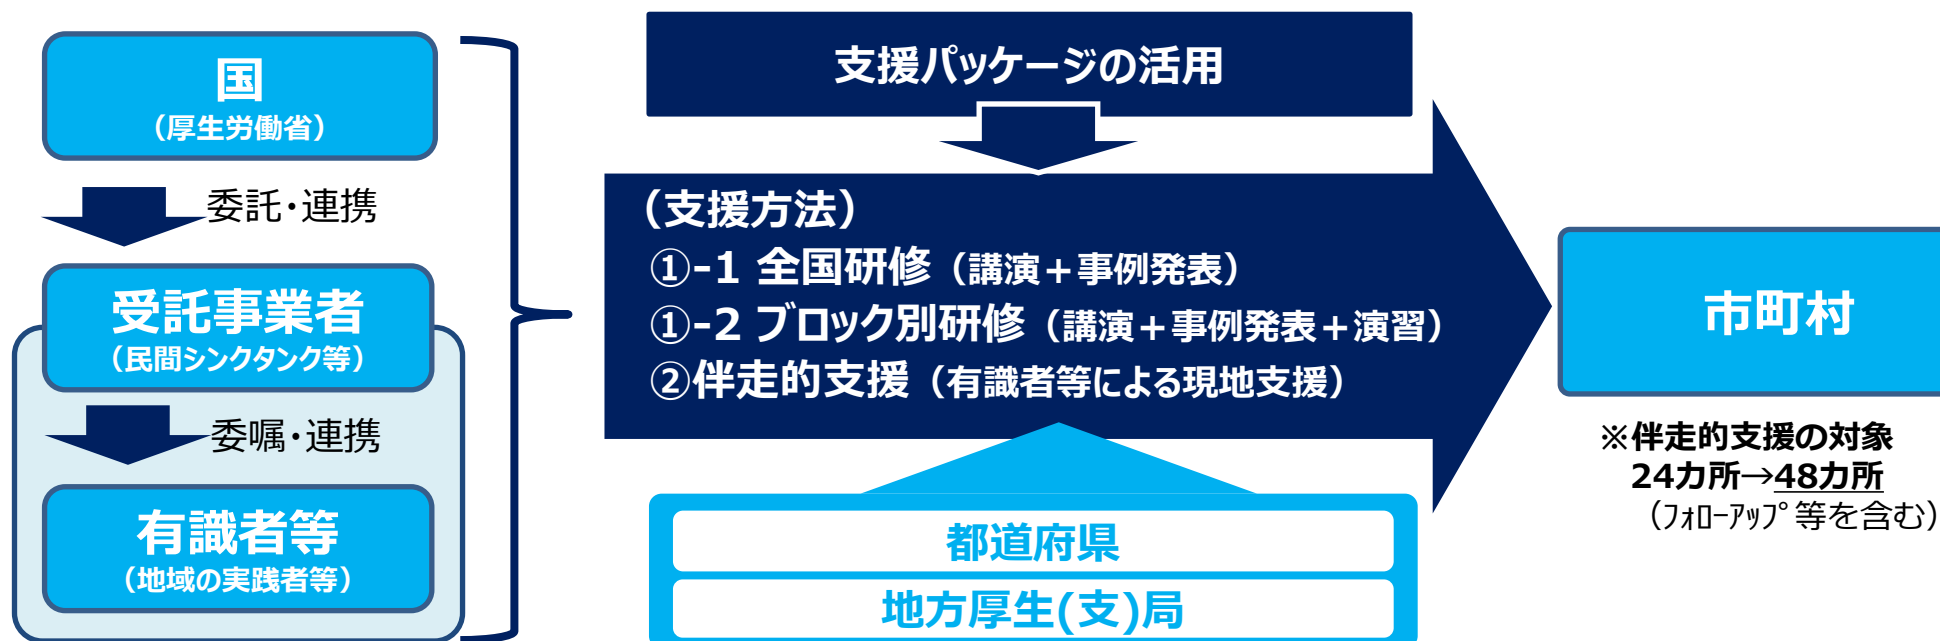 国
（厚生労働省）
委託・連携
受託事業者
（民間シンクタンク等）
委嘱・連携
有識者等
（地域の実践者等）
支援パッケージの活用
（支援方法）
①-1 全国研修（講演＋事例発表）
①-2 ブロック別研修（講演＋事例発表＋演習）
②伴走的支援（有識者等による現地支援）
都道府県
地方厚生(支)局
市町村
※伴走的支援の対象
24カ所→48カ所
（ﾌｫﾛｰｱｯﾌﾟ等を含む）